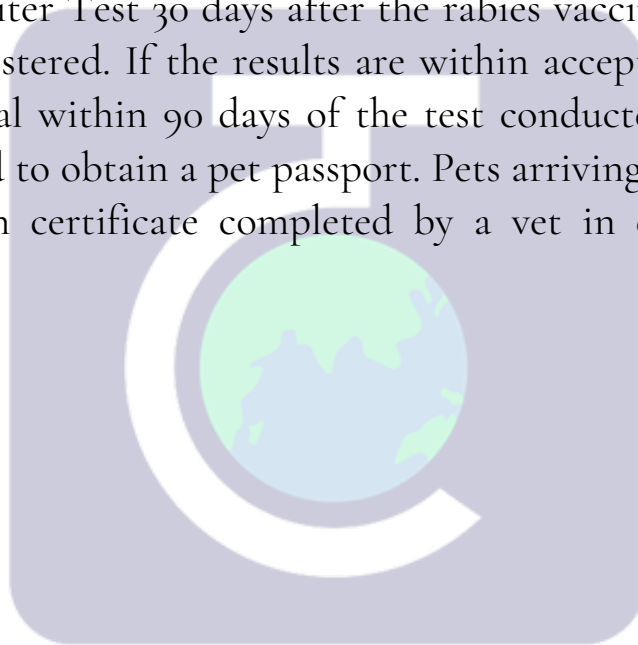 Test 30 days after the rabies
If the results are within
within 90 days of the test
to obtain a pet passport. Pets arriving
certificate completed by a vet in